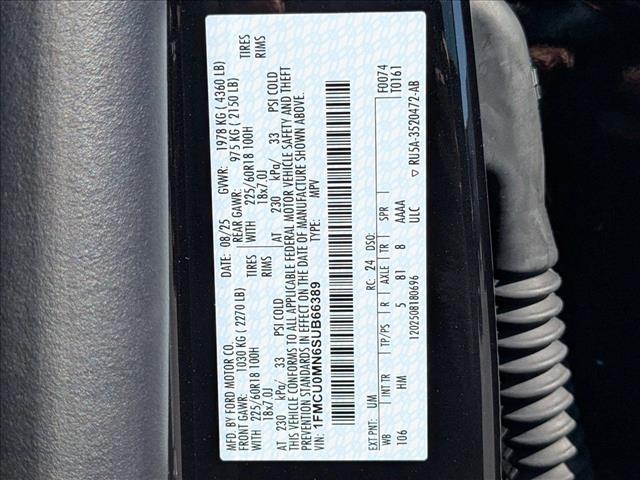 MFD. BY FORD MOTOR CO. DATE: 08/25 GVWR: 1978 KG ( 4360 LB)
FRONT GAWR: 1030 KG ( 2270 LB) REAR GAWR: 975 KG ( 2150 LB)
WITH 225/60R18 100H TIRES WITH 225/60R18 100H TIRES
18x7.0J RIMS 18x7.0J RIMS
AT 230 kPa/ 33 PSI COLD AT 230 kPa/ 33 PSI COLD
THIS VEHICLE CONFORMS TO ALL APPLICABLE FEDERAL MOTOR VEHICLE SAFETY AND THEFT
PREVENTION STANDARDS IN EFFECT ON THE DATE OF MANUFACTURE SHOWN ABOVE.
VIN: 1FMCU0MN6SUB66389 TYPE: MPV
F0074
T0161
EXT PNT: UM RC: 24 DSO:
WB INT TR TP/PS R AXLE TR SPR
106 HM 5 81 8 AAAA
ULC
1202508180696 ▽ RU5A-3520472-AB